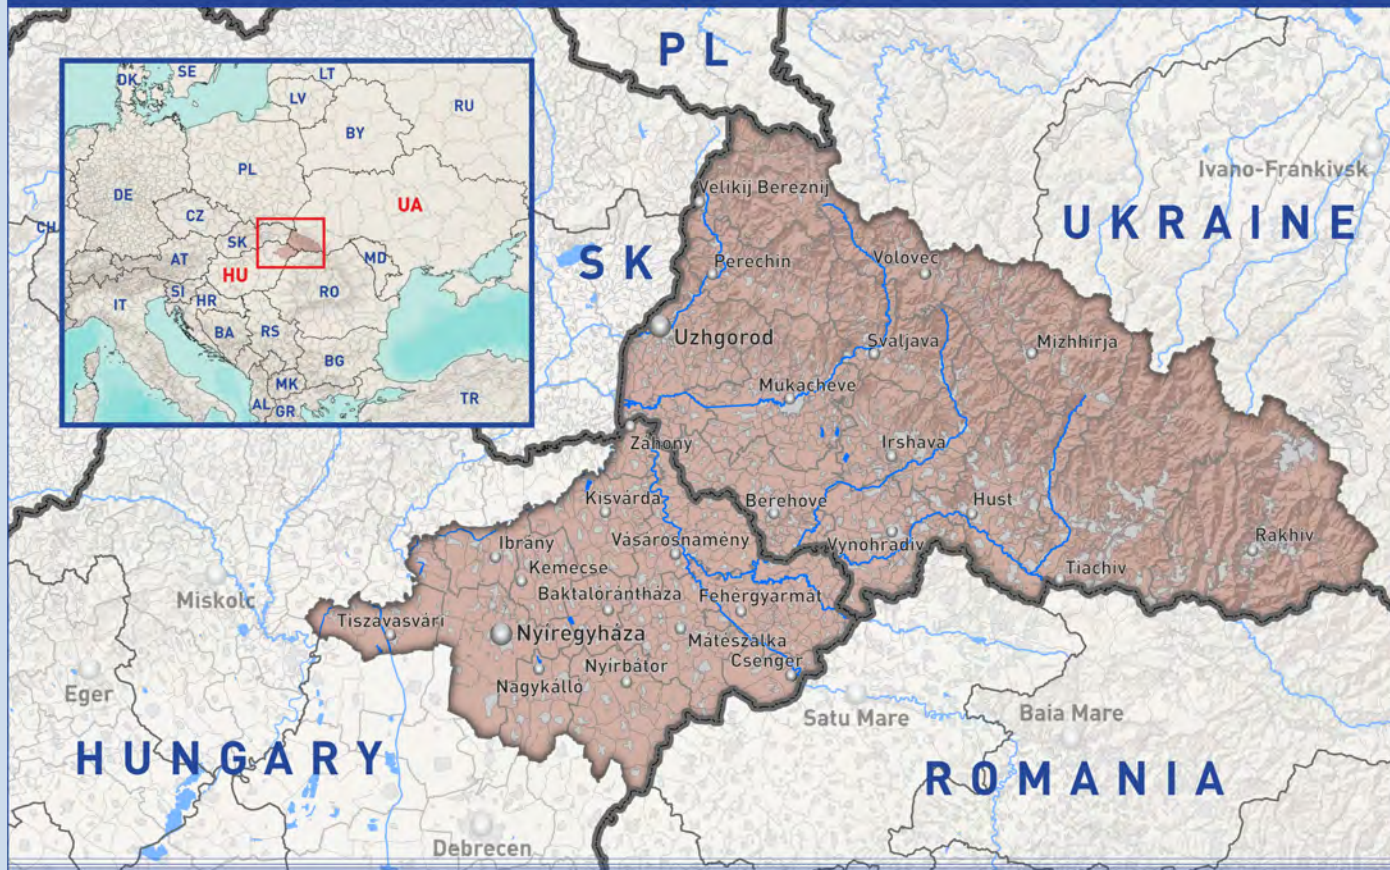 PL
DK
SE
LT
LV
RU
BY
PL
DE
UA
CZ
CH
SK
AT
HU
MD
SI
HR
RO
IT
BA
RS
BG
MK
AL
GR
TR
SK
UKRAINE
Ivano-Frankivsk
Velikij Bereznij
Perechin
Volovec
Uzhgorod
Svaljava
Mizhhirja
Mukacheve
Záhony
Irshava
Kisvárda
Berehove
Hust
Ibrány
Vásárosnamény
Vynohradiv
Rakhiv
Kemecse
Tiachiv
Miskolc
Baktalórántháza
Fehérgyarmat
Tiszavasvári
Nyíregyháza
Mátészalka
Csenger
Nyírbátor
Nagykálló
Eger
Satu Mare
Baia Mare
HUNGARY
ROMANIA
Debrecen